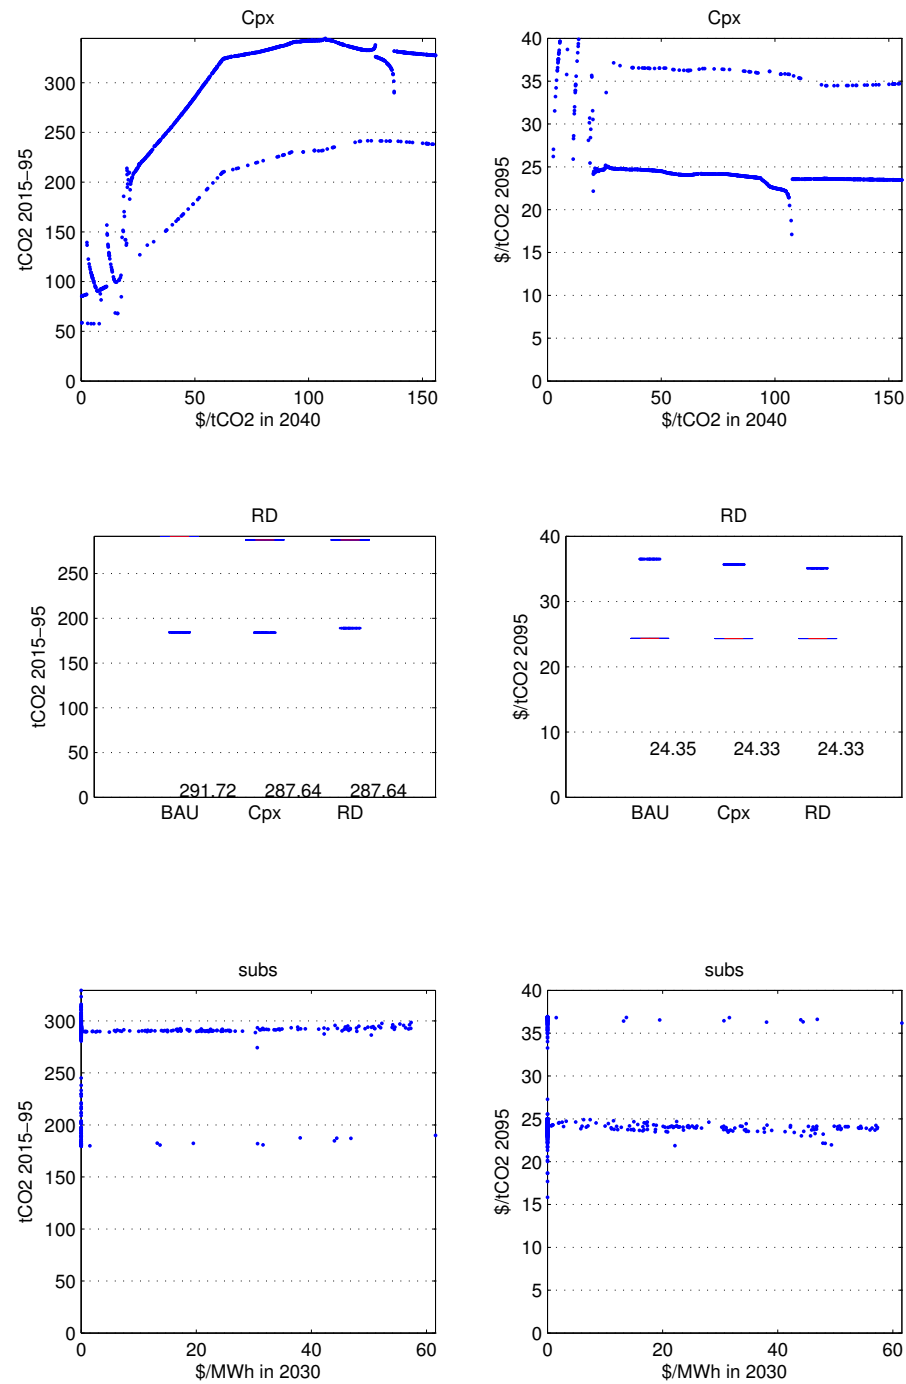 Cpx
300
250
200
150
100
50
0
tCO2 2015−95
0 50 100 150
$/tCO2 in 2040
Cpx
40
35
30
25
20
15
10
5
0
$/tCO2 2095
0 50 100 150
$/tCO2 in 2040
RD
250
200
150
100
50
0
tCO2 2015−95
291.72 287.64 287.64
BAU Cpx RD
RD
40
30
20
10
0
$/tCO2 2095
24.35 24.33 24.33
BAU Cpx RD
subs
300
250
200
150
100
50
0
tCO2 2015−95
0 20 40 60
$/MWh in 2030
subs
40
35
30
25
20
15
10
5
0
$/tCO2 2095
0 20 40 60
$/MWh in 2030